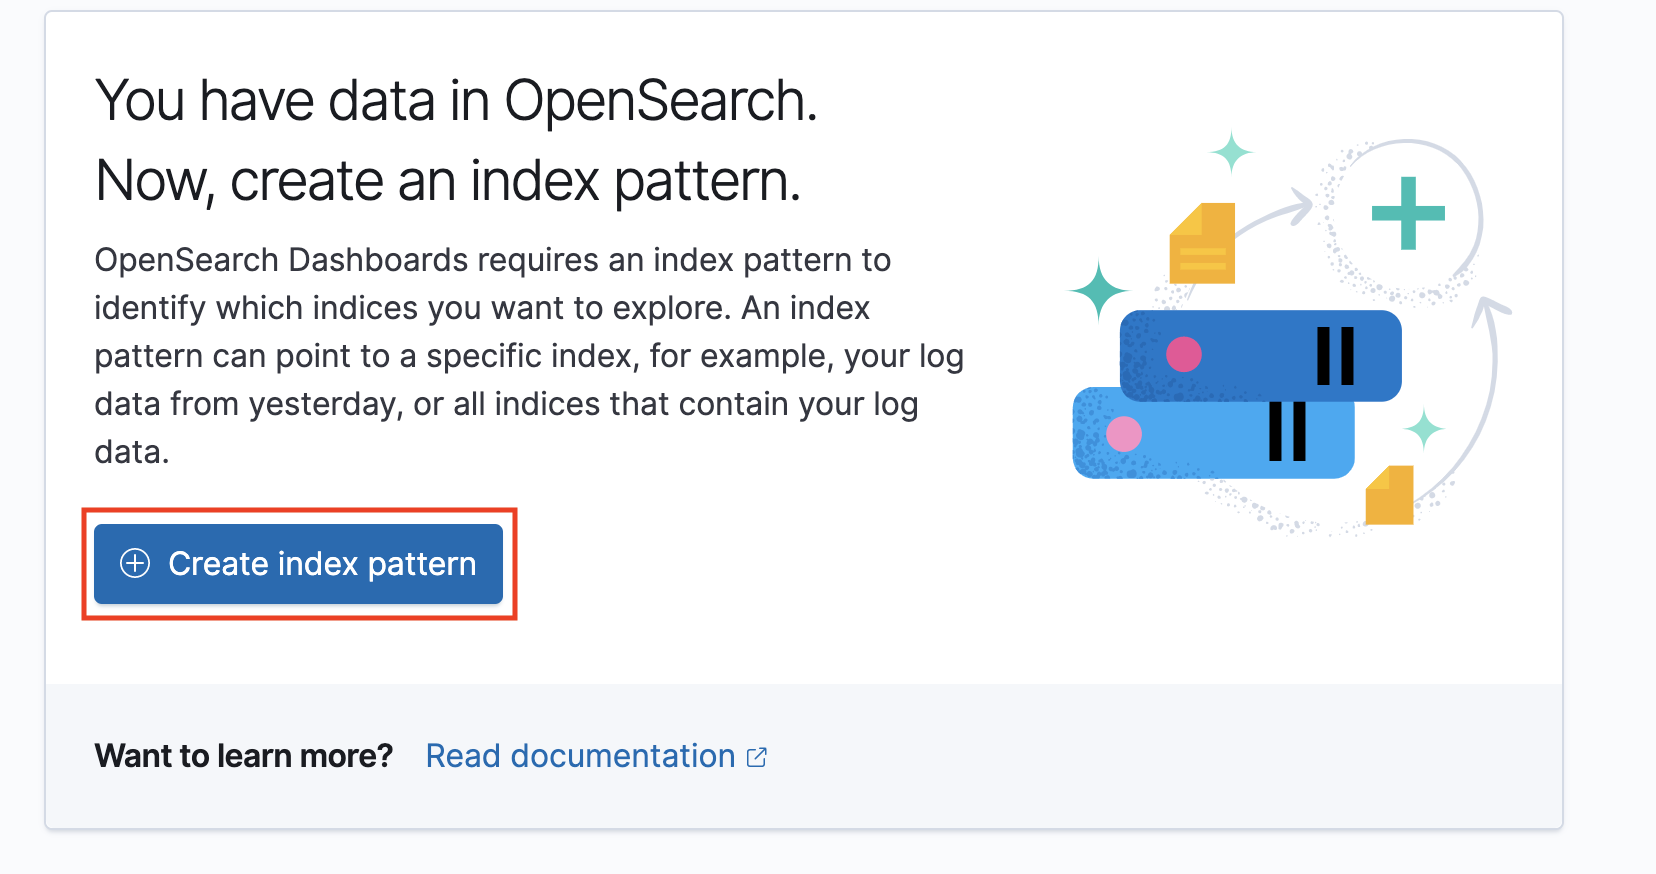 You have data in OpenSearch.
Now, create an index pattern.
OpenSearch Dashboards requires an index pattern to
identify which indices you want to explore. An index
pattern can point to a specific index, for example, your log
data from yesterday, or all indices that contain your log
data.
Create index pattern
Want to learn more? Read documentation